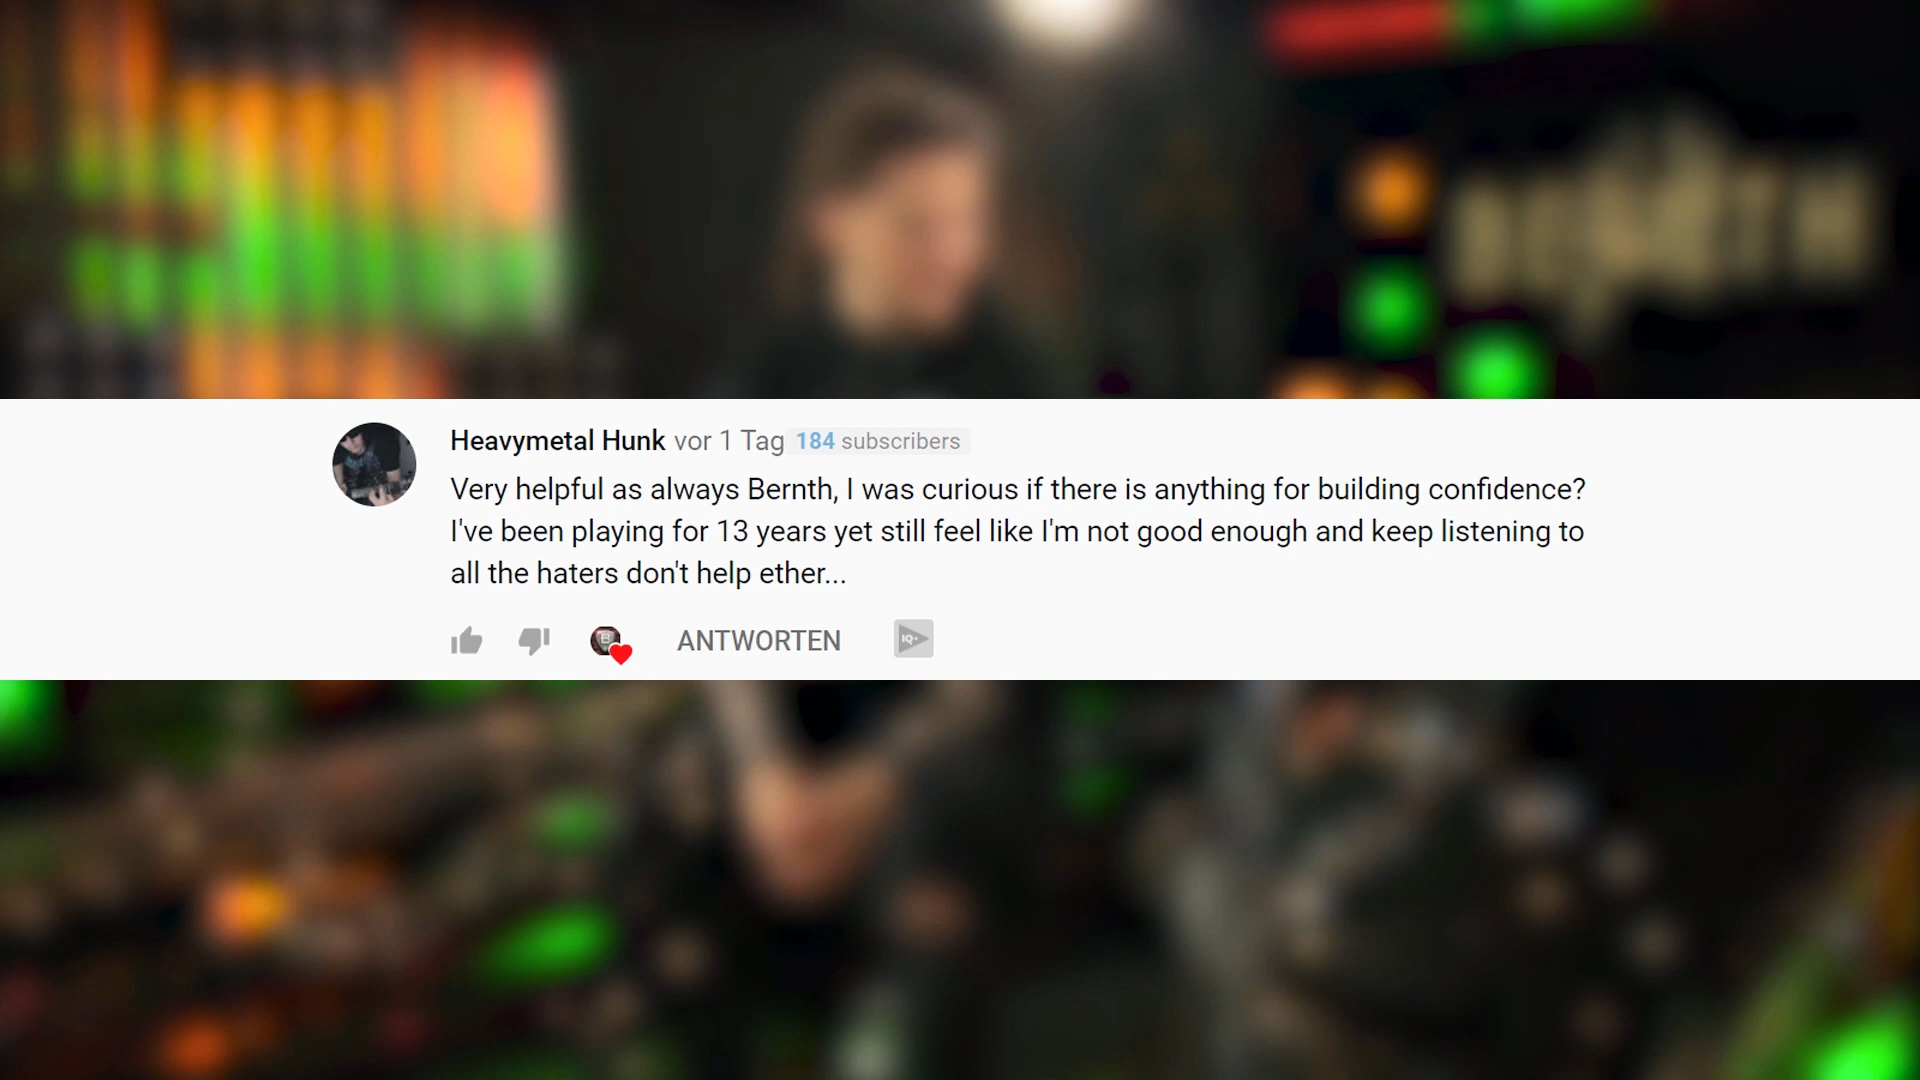 Heavymetal Hunk vor 1 Tag 184 subscribers
Very helpful as always Bernth, I was curious if there is anything for building confidence?
I've been playing for 13 years yet still feel like I'm not good enough and keep listening to
all the haters don't help ether...
ANTWORTEN
IQ+